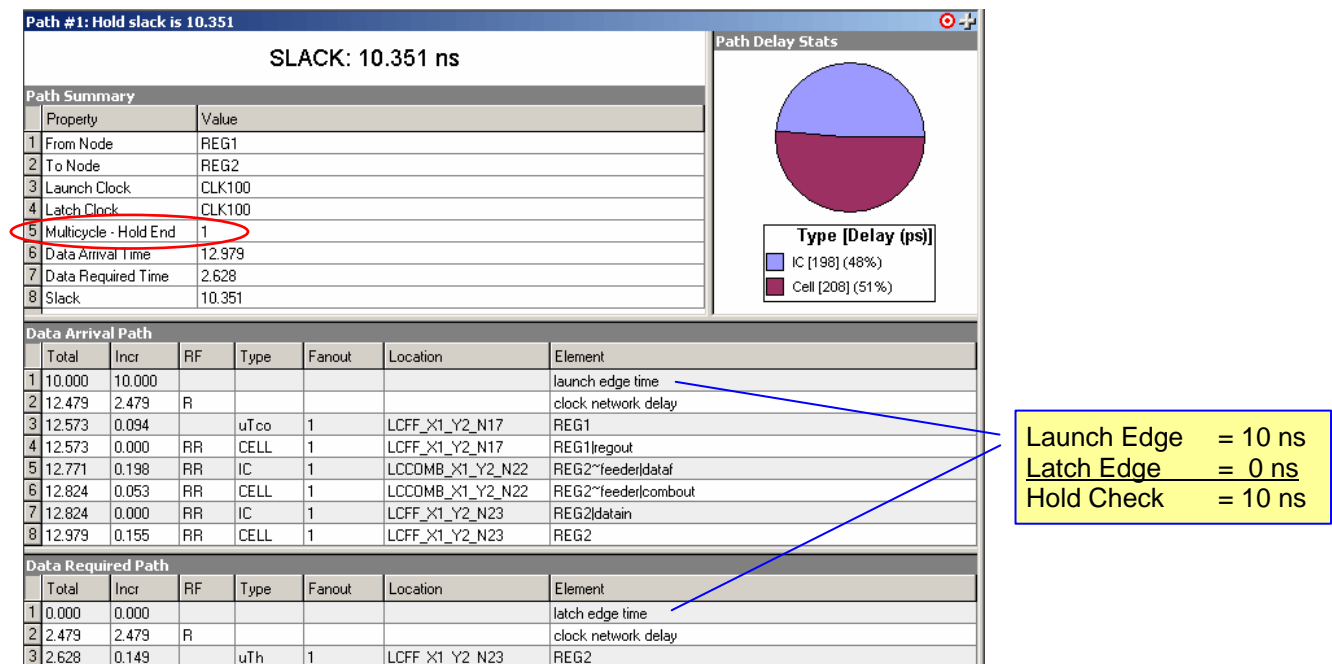 Path #1: Hold slack is 10.351
SLACK: 10.351 ns
Path Summary
Property Value
1 From Node REG1
2 To Node REG2
3 Launch Clock CLK100
4 Latch Clock CLK100
5 Multicycle - Hold End 1
6 Data Arrival Time 12.979
7 Data Required Time 2.628
8 Slack 10.351
Path Delay Stats
Type [Delay (ps)]
IC [198] (48%)
Cell [208] (51%)
Data Arrival Path
Total Incr RF Type Fanout Location Element
1 10.000 10.000 launch edge time
2 12.479 2.479 R clock network delay
3 12.573 0.094 uTco 1 LCFF_X1_Y2_N17 REG1
4 12.573 0.000 RR CELL 1 LCFF_X1_Y2_N17 REG1|regout
5 12.771 0.198 RR IC 1 LCCOMB_X1_Y2_N22 REG2~feeder|dataf
6 12.824 0.053 RR CELL 1 LCCOMB_X1_Y2_N22 REG2~feeder|combout
7 12.824 0.000 RR IC 1 LCFF_X1_Y2_N23 REG2|datain
8 12.979 0.155 RR CELL 1 LCFF_X1_Y2_N23 REG2
Data Required Path
Total Incr RF Type Fanout Location Element
1 0.000 0.000 latch edge time
2 2.479 2.479 R clock network delay
3 2.628 0.149 uTh 1 LCFF_X1_Y2_N23 REG2
Launch Edge = 10 ns
Latch Edge = 0 ns
Hold Check = 10 ns